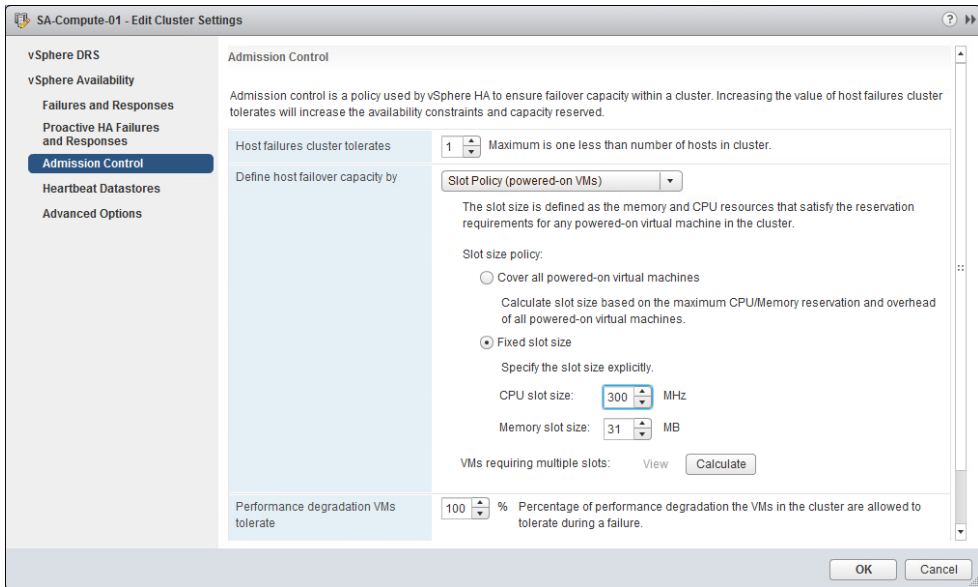 SA-Compute-01 - Edit Cluster Settings
?
vSphere DRS
vSphere Availability
Failures and Responses
Proactive HA Failures
and Responses
Admission Control
Heartbeat Datastores
Advanced Options
Admission Control
Admission control is a policy used by vSphere HA to ensure failover capacity within a cluster. Increasing the value of host failures cluster
tolerates will increase the availability constraints and capacity reserved.
Host failures cluster tolerates
1 Maximum is one less than number of hosts in cluster.
Define host failover capacity by
Slot Policy (powered-on VMs)
The slot size is defined as the memory and CPU resources that satisfy the reservation
requirements for any powered-on virtual machine in the cluster.
Slot size policy:
Cover all powered-on virtual machines
Calculate slot size based on the maximum CPU/Memory reservation and overhead
of all powered-on virtual machines.
Fixed slot size
Specify the slot size explicitly.
CPU slot size: 300 MHz
Memory slot size: 31 MB
VMs requiring multiple slots: View Calculate
Performance degradation VMs
tolerate
100 % Percentage of performance degradation the VMs in the cluster are allowed to
tolerate during a failure.
OK Cancel